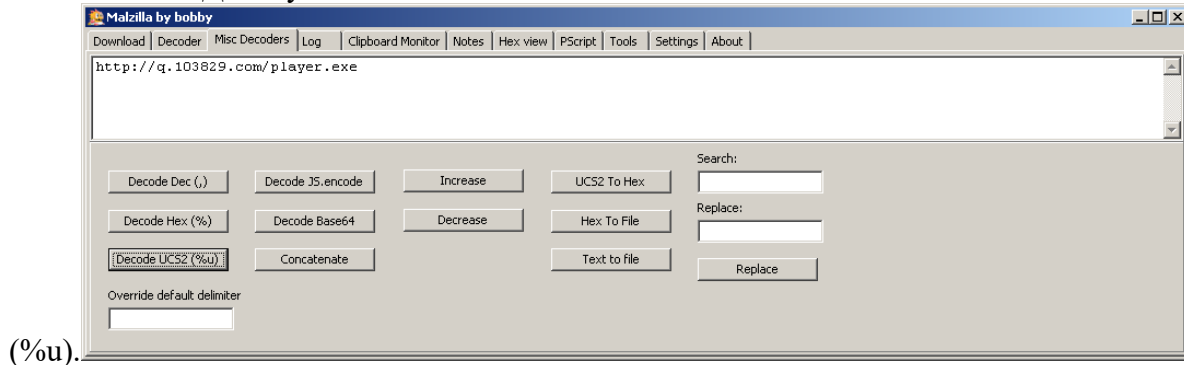 Malzilla by bobby
Download Decoder Misc Decoders Log Clipboard Monitor Notes Hex view PScript Tools Settings About
http://q.103829.com/player.exe
Search:
Decode Dec (,) Decode JS.encode Increase UCS2 To Hex
Replace:
Decode Hex (%) Decode Base64 Decrease Hex To File
Decode UCS2 (%u) Concatenate Text to file Replace
Override default delimiter
(%u).